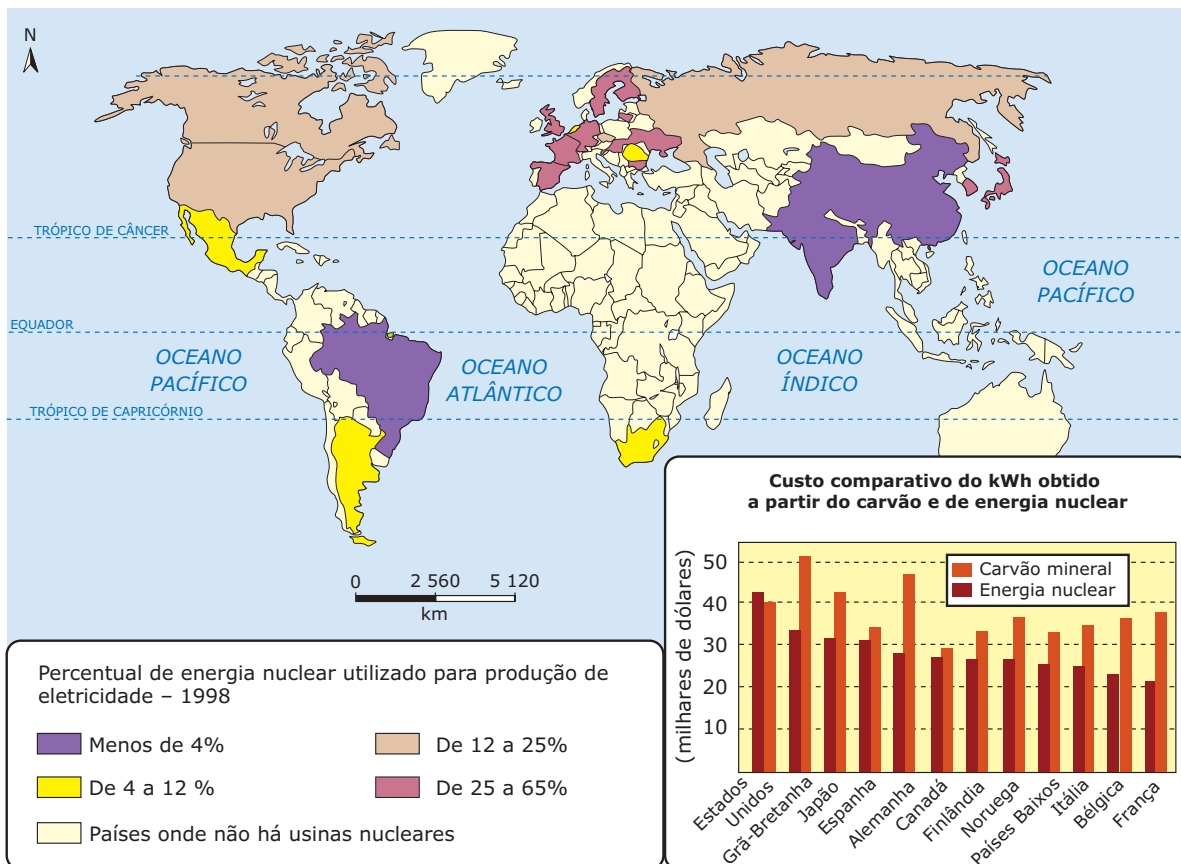 N
TRÓPICO DE CÂNCER
EQUADOR
TRÓPICO DE CAPRICÓRNIO
OCEANO
PACÍFICO
OCEANO
ATLÂNTICO
OCEANO
ÍNDICO
OCEANO
PACÍFICO
0 2 560 5 120
km
Percentual de energia nuclear utilizado para produção de
eletricidade – 1998
Menos de 4%
De 12 a 25%
De 4 a 12 %
De 25 a 65%
Países onde não há usinas nucleares
Custo comparativo do kWh obtido
a partir do carvão e de energia nuclear
(milhares de dólares)
50
40
30
20
10
Carvão mineral
Energia nuclear
Estados
Unidos
Grã-Bretanha
Japão
Espanha
Alemanha
Canadá
Finlândia
Noruega
Países Baixos
Itália
Bélgica
França